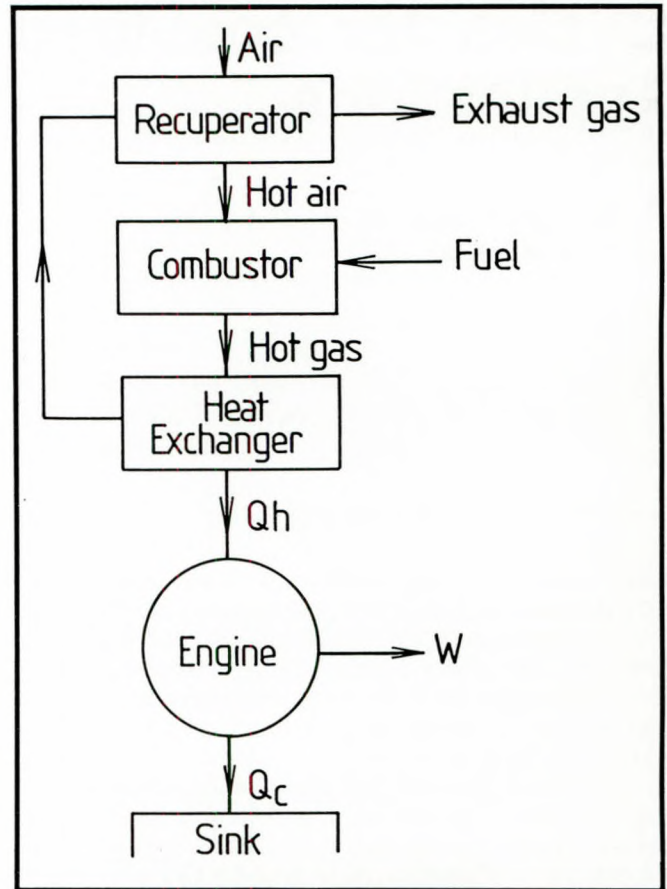 Air
Recuperator
Exhaust gas
Hot air
Combustor
Fuel
Hot gas
Heat
Exchanger
Qh
Engine
W
Qc
Sink